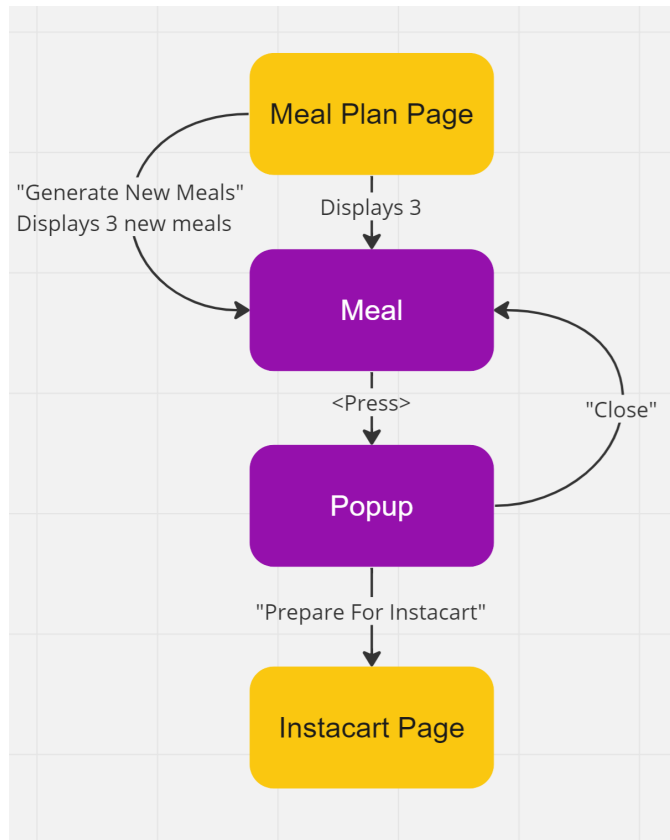 Meal Plan Page
"Generate New Meals"
Displays 3 new meals
Displays 3
Meal
<Press>
"Close"
Popup
"Prepare For Instacart"
Instacart Page